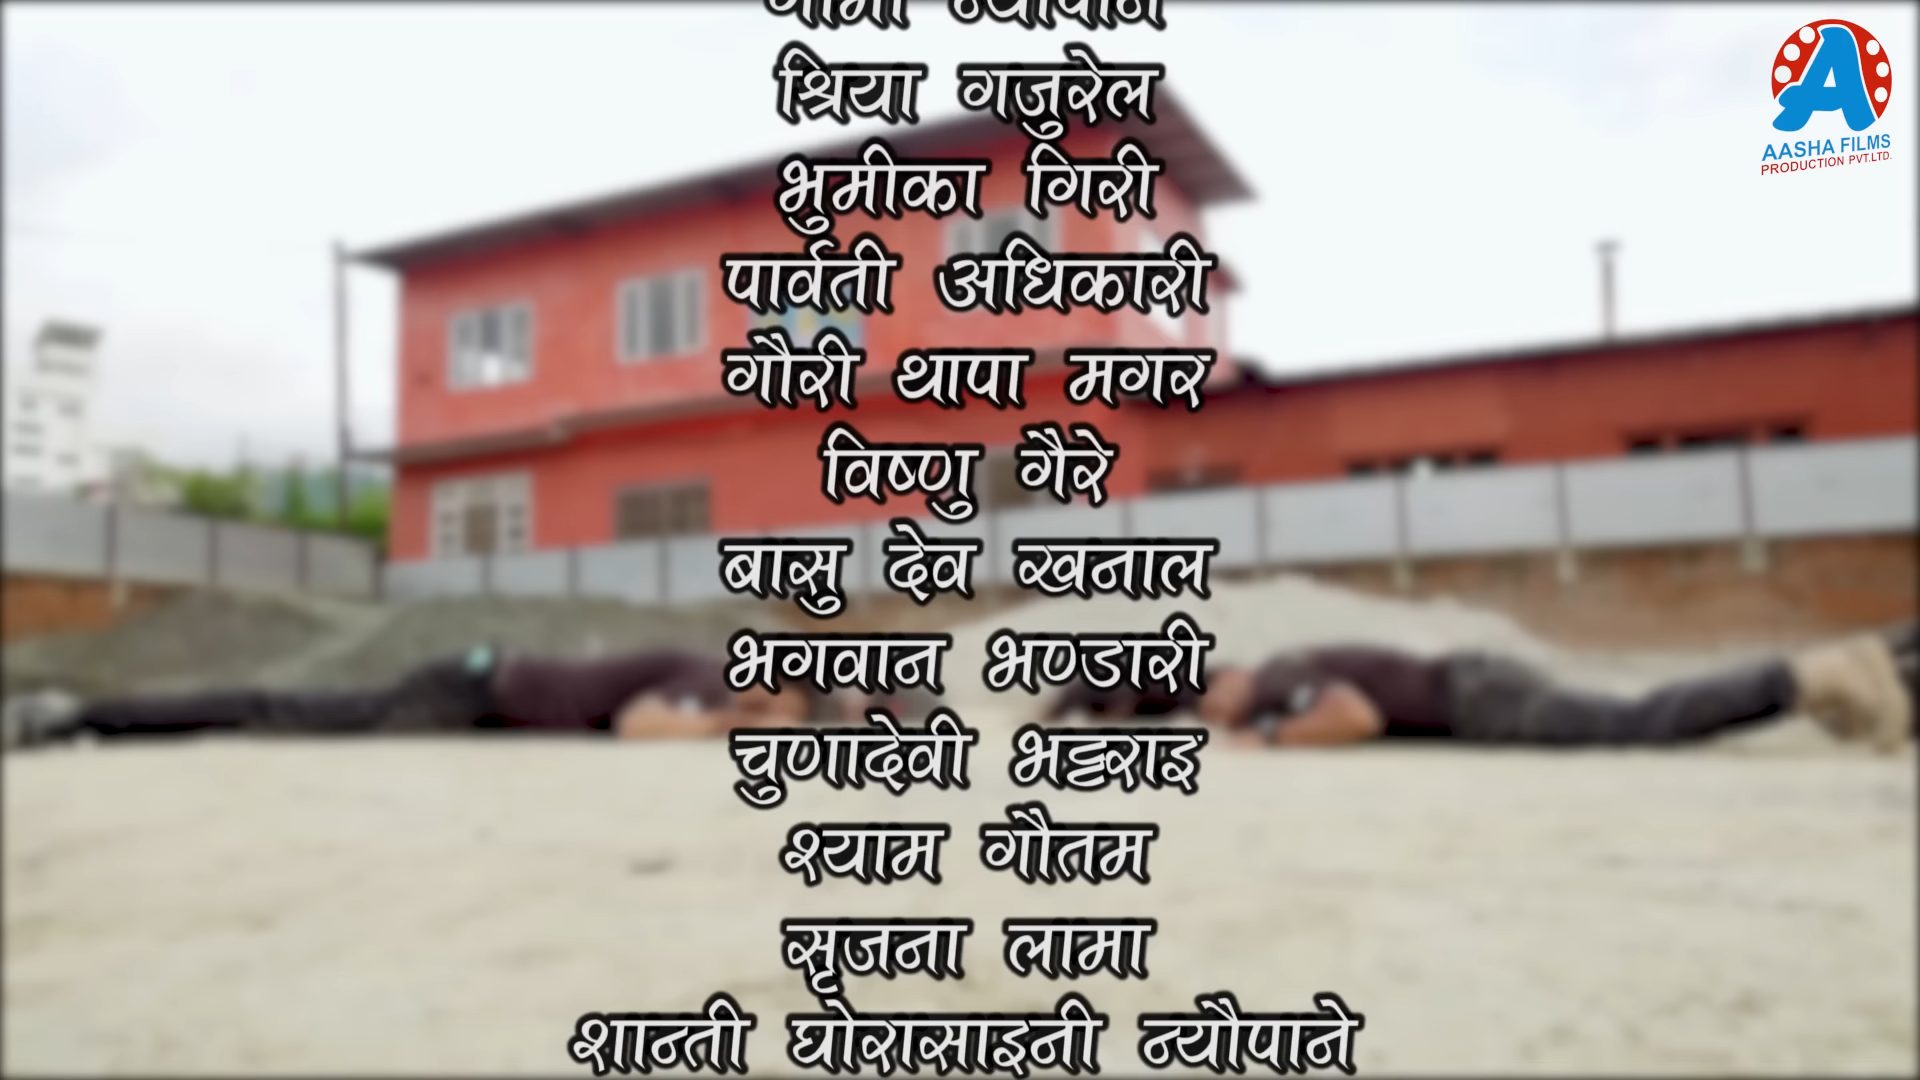 श्रिया गजुरेल
भुमीका गिरी
पार्वती अधिकारी
गौरी थापा मगर
विष्णु गैरे
बासु देव खनाल
भगवान भण्डारी
चुणादेवी भट्टराइ
श्याम गौतम
सृजना लामा
शान्ती घोरासाइनी न्यौपाने
A
AASHA FILMS
PRODUCTION PVT.LTD.